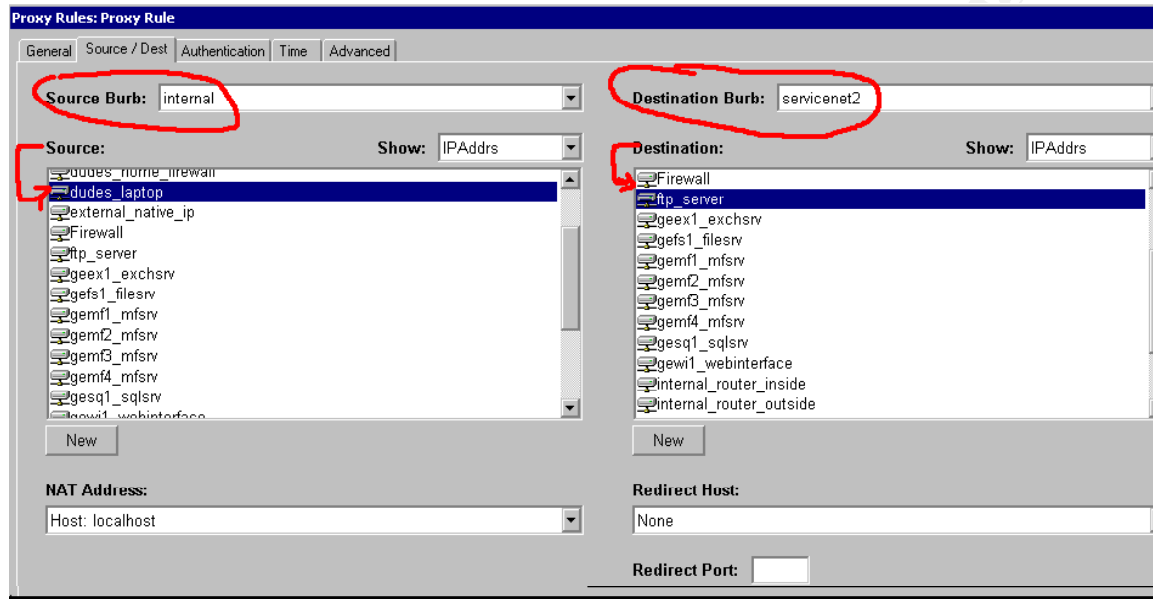 Proxy Rules: Proxy Rule
General Source / Dest Authentication Time Advanced
Source Burb: internal
Source: Show: IPAddrs
dudes_home_firewall
dudes_laptop
external_native_ip
Firewall
ftp_server
geex1_exchsrv
gefs1_filesrv
gemf1_mfsrv
gemf2_mfsrv
gemf3_mfsrv
gemf4_mfsrv
gesq1_sqlsrv
gewi1_webinterface
New
NAT Address:
Host: localhost
Destination Burb: servicenet2
Destination: Show: IPAddrs
Firewall
ftp_server
geex1_exchsrv
gefs1_filesrv
gemf1_mfsrv
gemf2_mfsrv
gemf3_mfsrv
gemf4_mfsrv
gesq1_sqlsrv
gewi1_webinterface
internal_router_inside
internal_router_outside
New
Redirect Host:
None
Redirect Port: